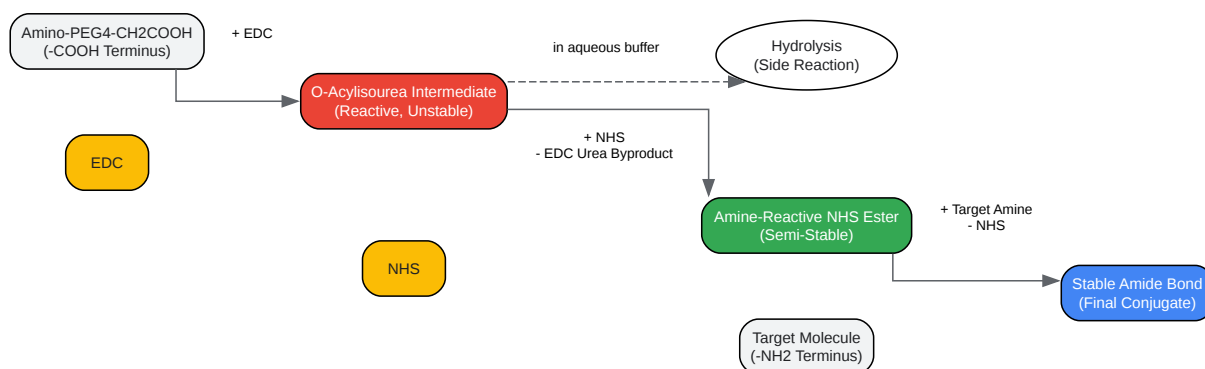 Amino-PEG4-CH2COOH
(-COOH Terminus)
+ EDC
in aqueous buffer
Hydrolysis
(Side Reaction)
O-Acylisourea Intermediate
(Reactive, Unstable)
+ NHS
- EDC Urea Byproduct
EDC
Amine-Reactive NHS Ester
(Semi-Stable)
+ Target Amine
- NHS
NHS
Stable Amide Bond
(Final Conjugate)
Target Molecule
(-NH2 Terminus)